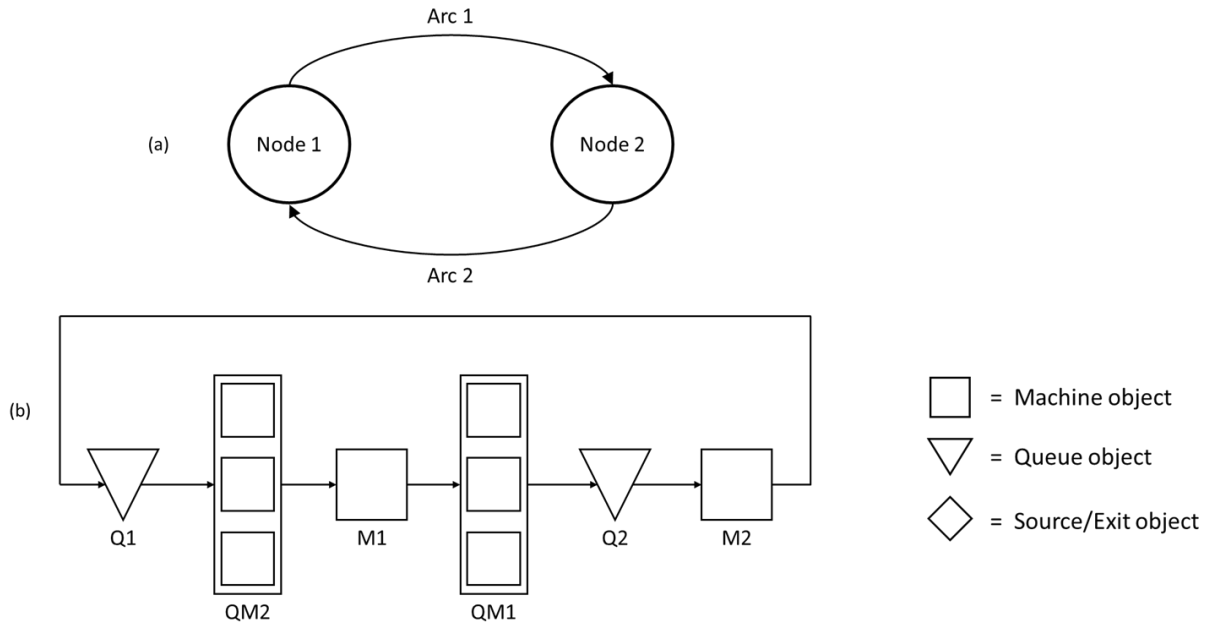 Arc 1
(a)
Node 1
Node 2
Arc 2
(b)
Q1
QM2
M1
QM1
Q2
M2
= Machine object
= Queue object
= Source/Exit object